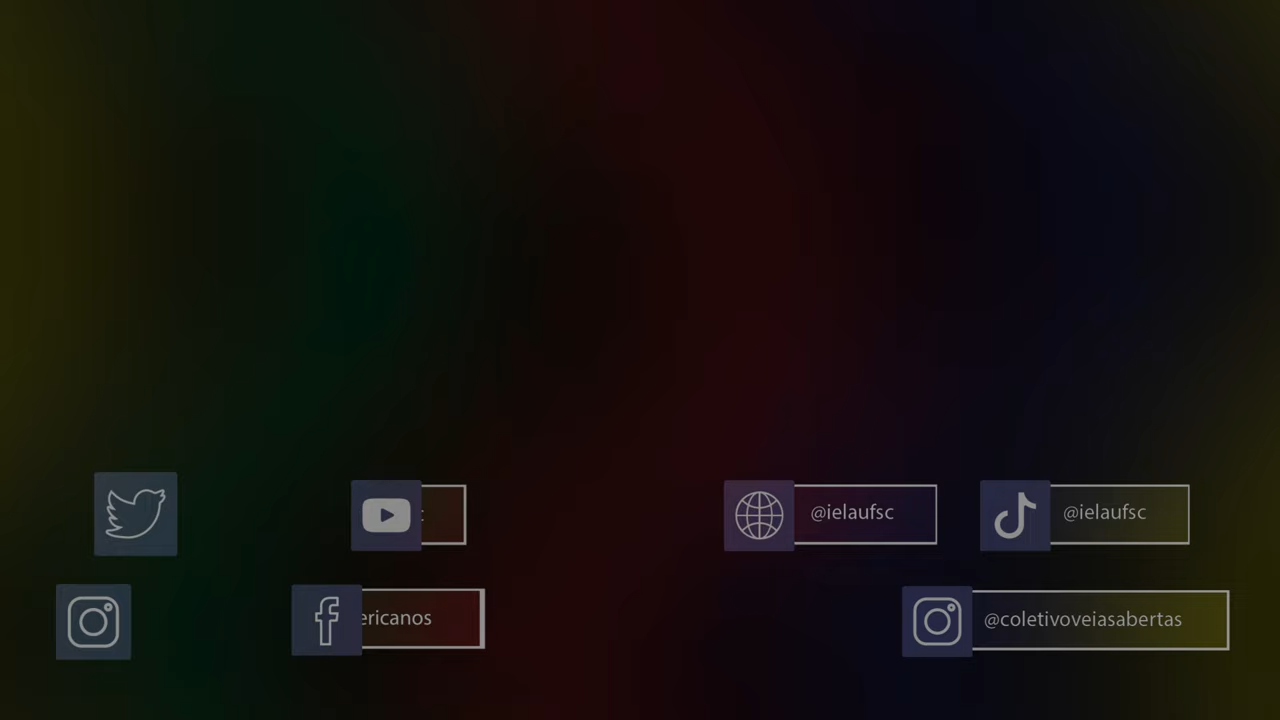 @ielaufsc
@ielaufsc
ericanos
@coletivoveiasabertas